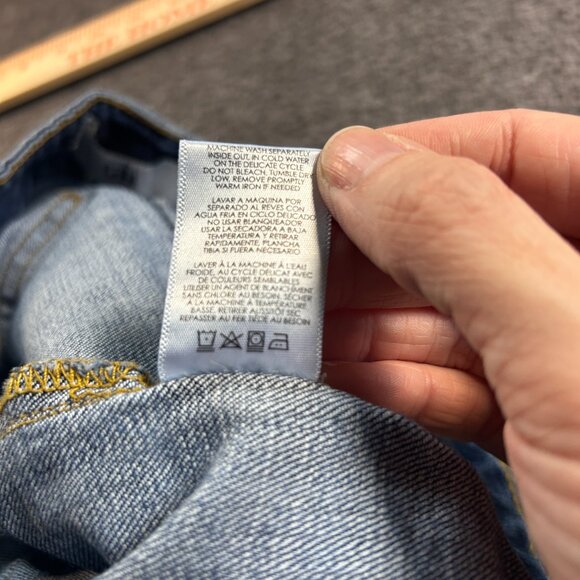 MACHINE WASH SEPARATELY
INSIDE OUT, IN COLD WATER
ON THE DELICATE CYCLE
DO NOT BLEACH, TUMBLE DRY
LOW, REMOVE PROMPTLY
WARM IRON IF NEEDED
LAVAR A MAQUINA POR
SEPARADO AL REVES CON
AGUA FRIA EN CICLO DELICADO
NO USAR BLANQUEADOR
USAR LA SECADORA A BAJA
TEMPERATURA Y RETIRAR
RAPIDAMENTE, PLANCHA
TIBIA SI FUERA NECESARIO
LAVER À LA MACHINE À L'EAU
FROIDE, AU CYCLE DELICAT AVEC
DE COULEURS SEMBLABLES
UTILISER UN AGENT DE BLANCHIMENT
SANS CHLORE AU BESOIN, SÉCHER
À LA MACHINE A TEMPÉRATURE
BASSE. RETIRER AUSSITÔT SEC
REPASSER AU FER TIÈDE AU BESOIN